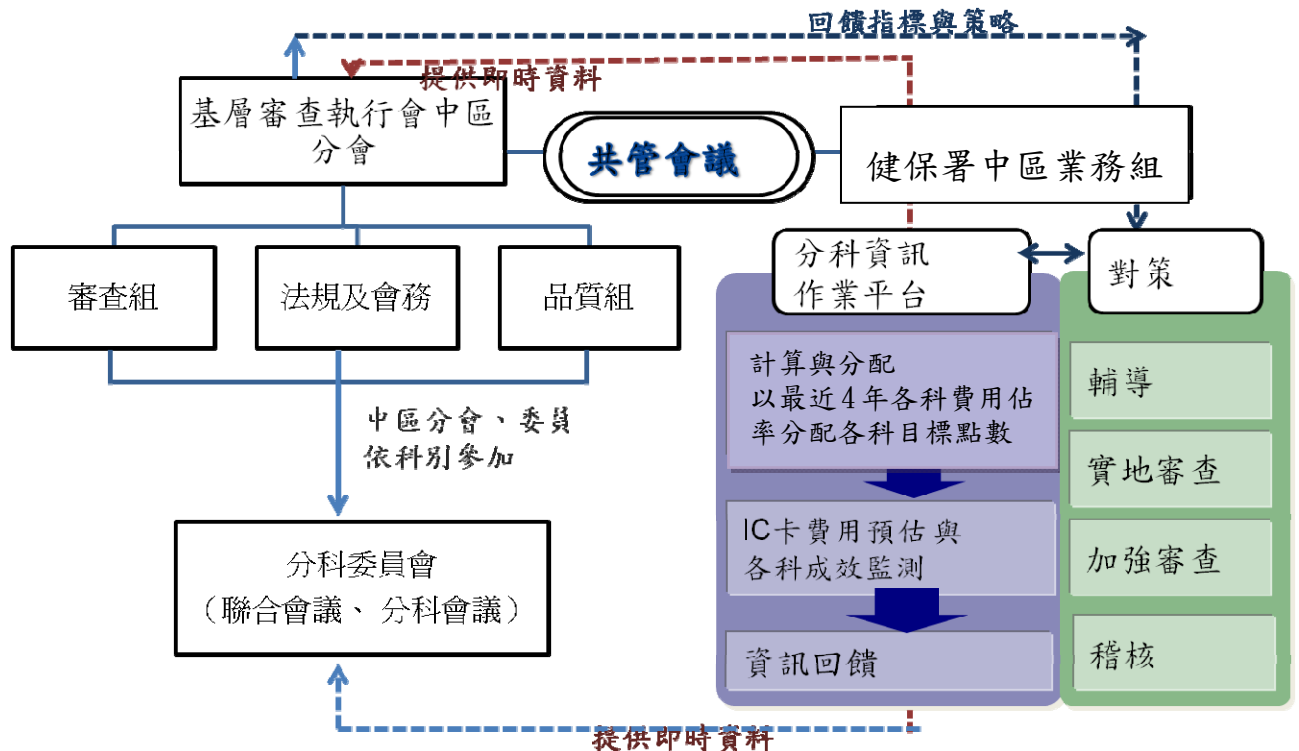 回饋指標與策略
提供即時資料
基層審查執行會中區
分會
共管會議
健保署中區業務組
審查組
法規及會務
品質組
分科資訊
作業平台
對策
計算與分配
以最近4年各科費用佔
率分配各科目標點數
輔導
中區分會、委員
依科別參加
實地審查
IC卡費用預估與
各科成效監測
加強審查
分科委員會
（聯合會議、分科會議）
資訊回饋
稽核
提供即時資料